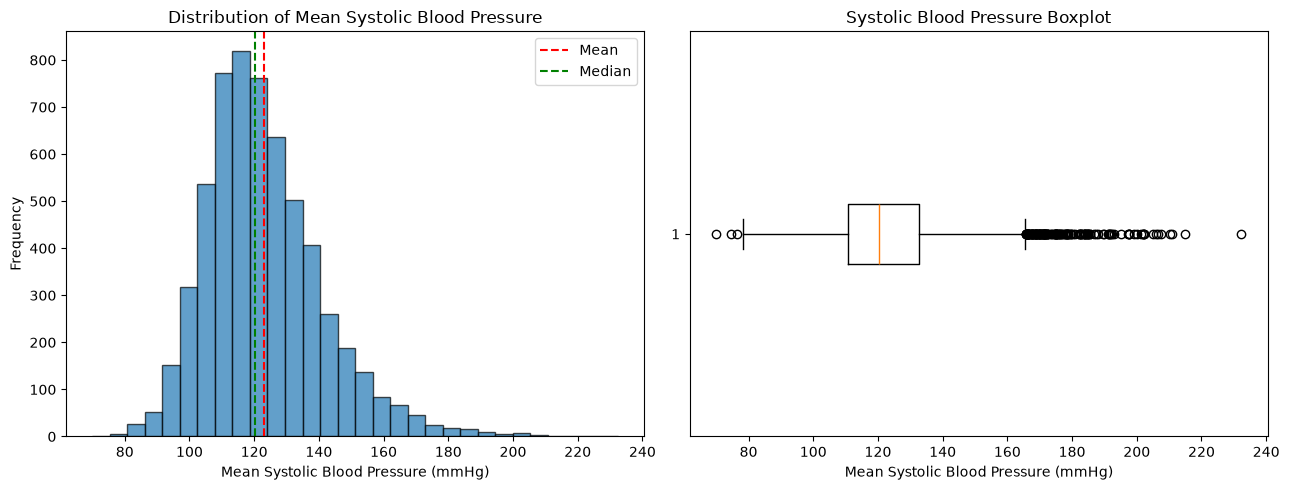 Distribution of Mean Systolic Blood Pressure
Mean
Median
800
700
600
500
400
300
200
100
0
Frequency
80 100 120 140 160 180 200 220 240
Mean Systolic Blood Pressure (mmHg)
Systolic Blood Pressure Boxplot
1
80 100 120 140 160 180 200 220 240
Mean Systolic Blood Pressure (mmHg)